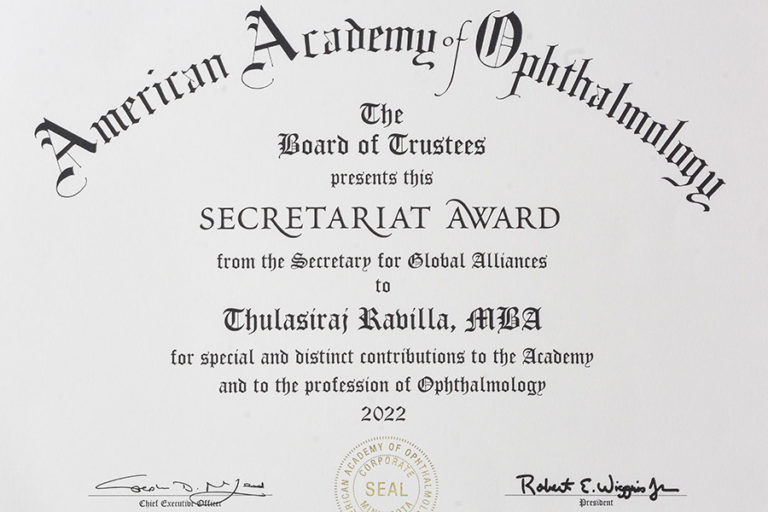 American Academy of Ophthalmology
The
Board of Trustees
presents this
SECRETARIAT AWARD
from the Secretary for Global Alliances
to
Thulasiraj Ravilla, MBA
for special and distinct contributions to the Academy
and to the profession of Ophthalmology
2022
Robert E. Wiggins Jr
Chief Executive Officer
President
ACADEMY OF OPHTHALMOL
CORPORATE
SEAL